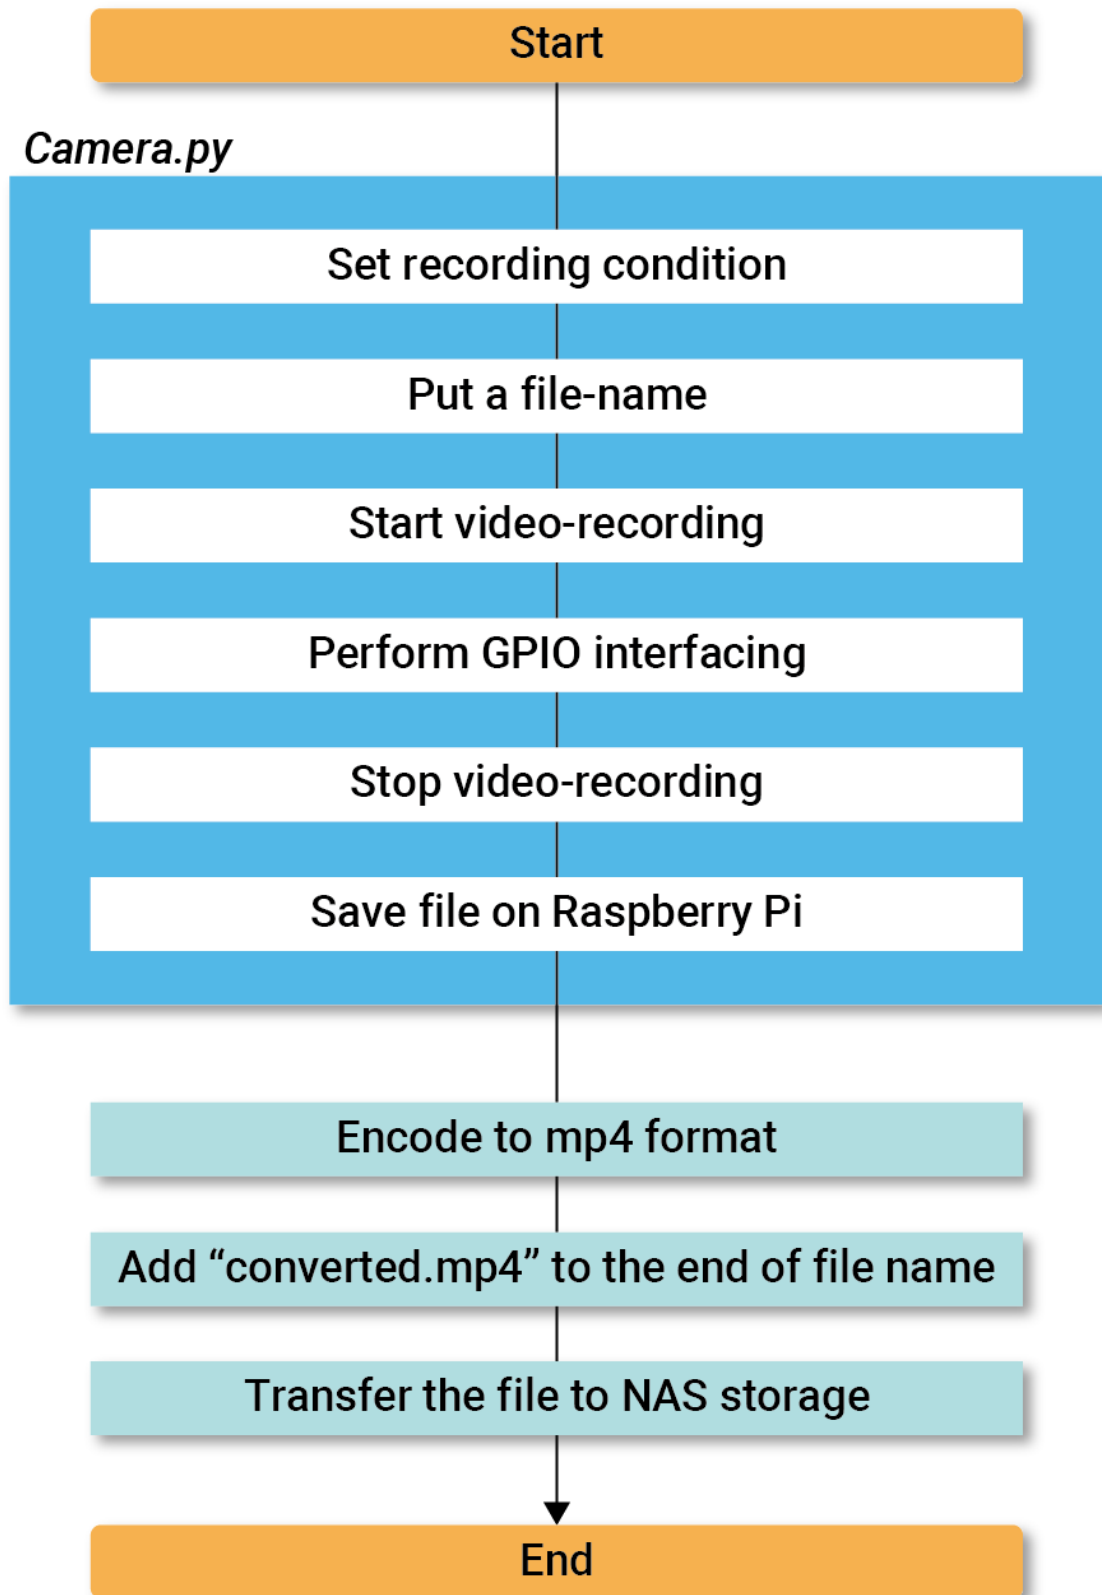 Start
Camera.py
Set recording condition
Put a file-name
Start video-recording
Perform GPIO interfacing
Stop video-recording
Save file on Raspberry Pi
Encode to mp4 format
Add “converted.mp4” to the end of file name
Transfer the file to NAS storage
End